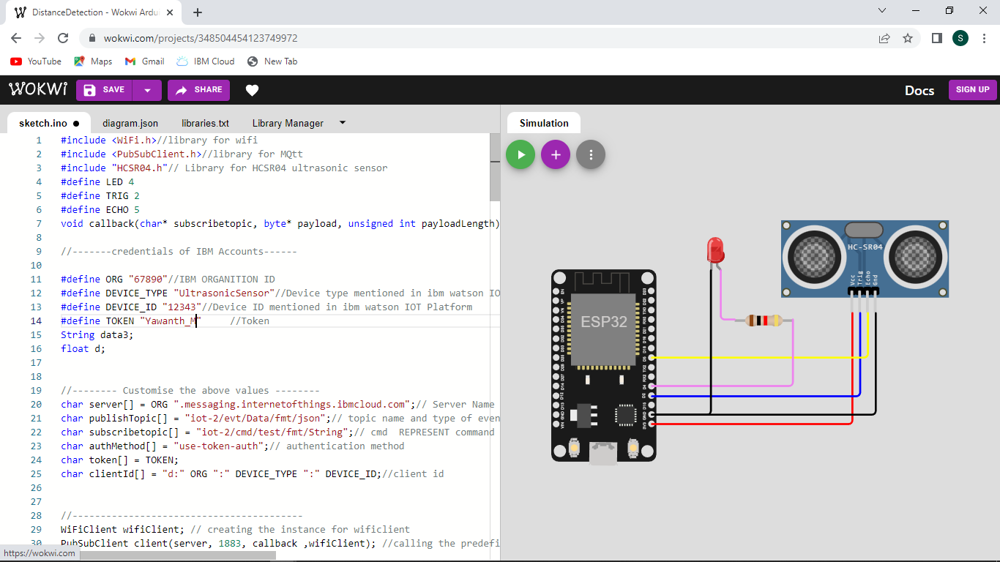 DistanceDetection - Wokwi Ardu
wokwi.com/projects/348504454123749972
S
YouTube Maps Gmail IBM Cloud New Tab
WOKWi SAVE SHARE Docs SIGN UP
sketch.ino diagram.json libraries.txt Library Manager
Simulation
1 #include <WiFi.h>//library for wifi
2 #include <PubSubClient.h>//library for MQtt
3 #include "HCSR04.h"// Library for HCSR04 ultrasonic sensor
4 #define LED 4
5 #define TRIG 2
6 #define ECHO 5
7 void callback(char* subscribetopic, byte* payload, unsigned int payloadLength)
8
9 //-------credentials of IBM Accounts------
10
11 #define ORG "67890"//IBM ORGANITION ID
12 #define DEVICE_TYPE "UltrasonicSensor"//Device type mentioned in ibm watson IO
13 #define DEVICE_ID "12343"//Device ID mentioned in ibm watson IOT Platform
14 #define TOKEN "Yawanth_M" //Token
15 String data3;
16 float d;
17
18
19 //-------- Customise the above values --------
20 char server[] = ORG ".messaging.internetofthings.ibmcloud.com";// Server Name
21 char publishTopic[] = "iot-2/evt/Data/fmt/json";// topic name and type of even
22 char subscribetopic[] = "iot-2/cmd/test/fmt/String";// cmd  REPRESENT command
23 char authMethod[] = "use-token-auth";// authentication method
24 char token[] = TOKEN;
25 char clientId[] = "d:" ORG ":" DEVICE_TYPE ":" DEVICE_ID;//client id
26
27
28 //-----------------------------------------
29 WiFiClient wifiClient; // creating the instance for wificlient
30 PubSubClient client(server, 1883, callback ,wifiClient); //calling the predefi
https://wokwi.com
HC-SR04
Vcc
Trig
Echo
Gnd
ESP32